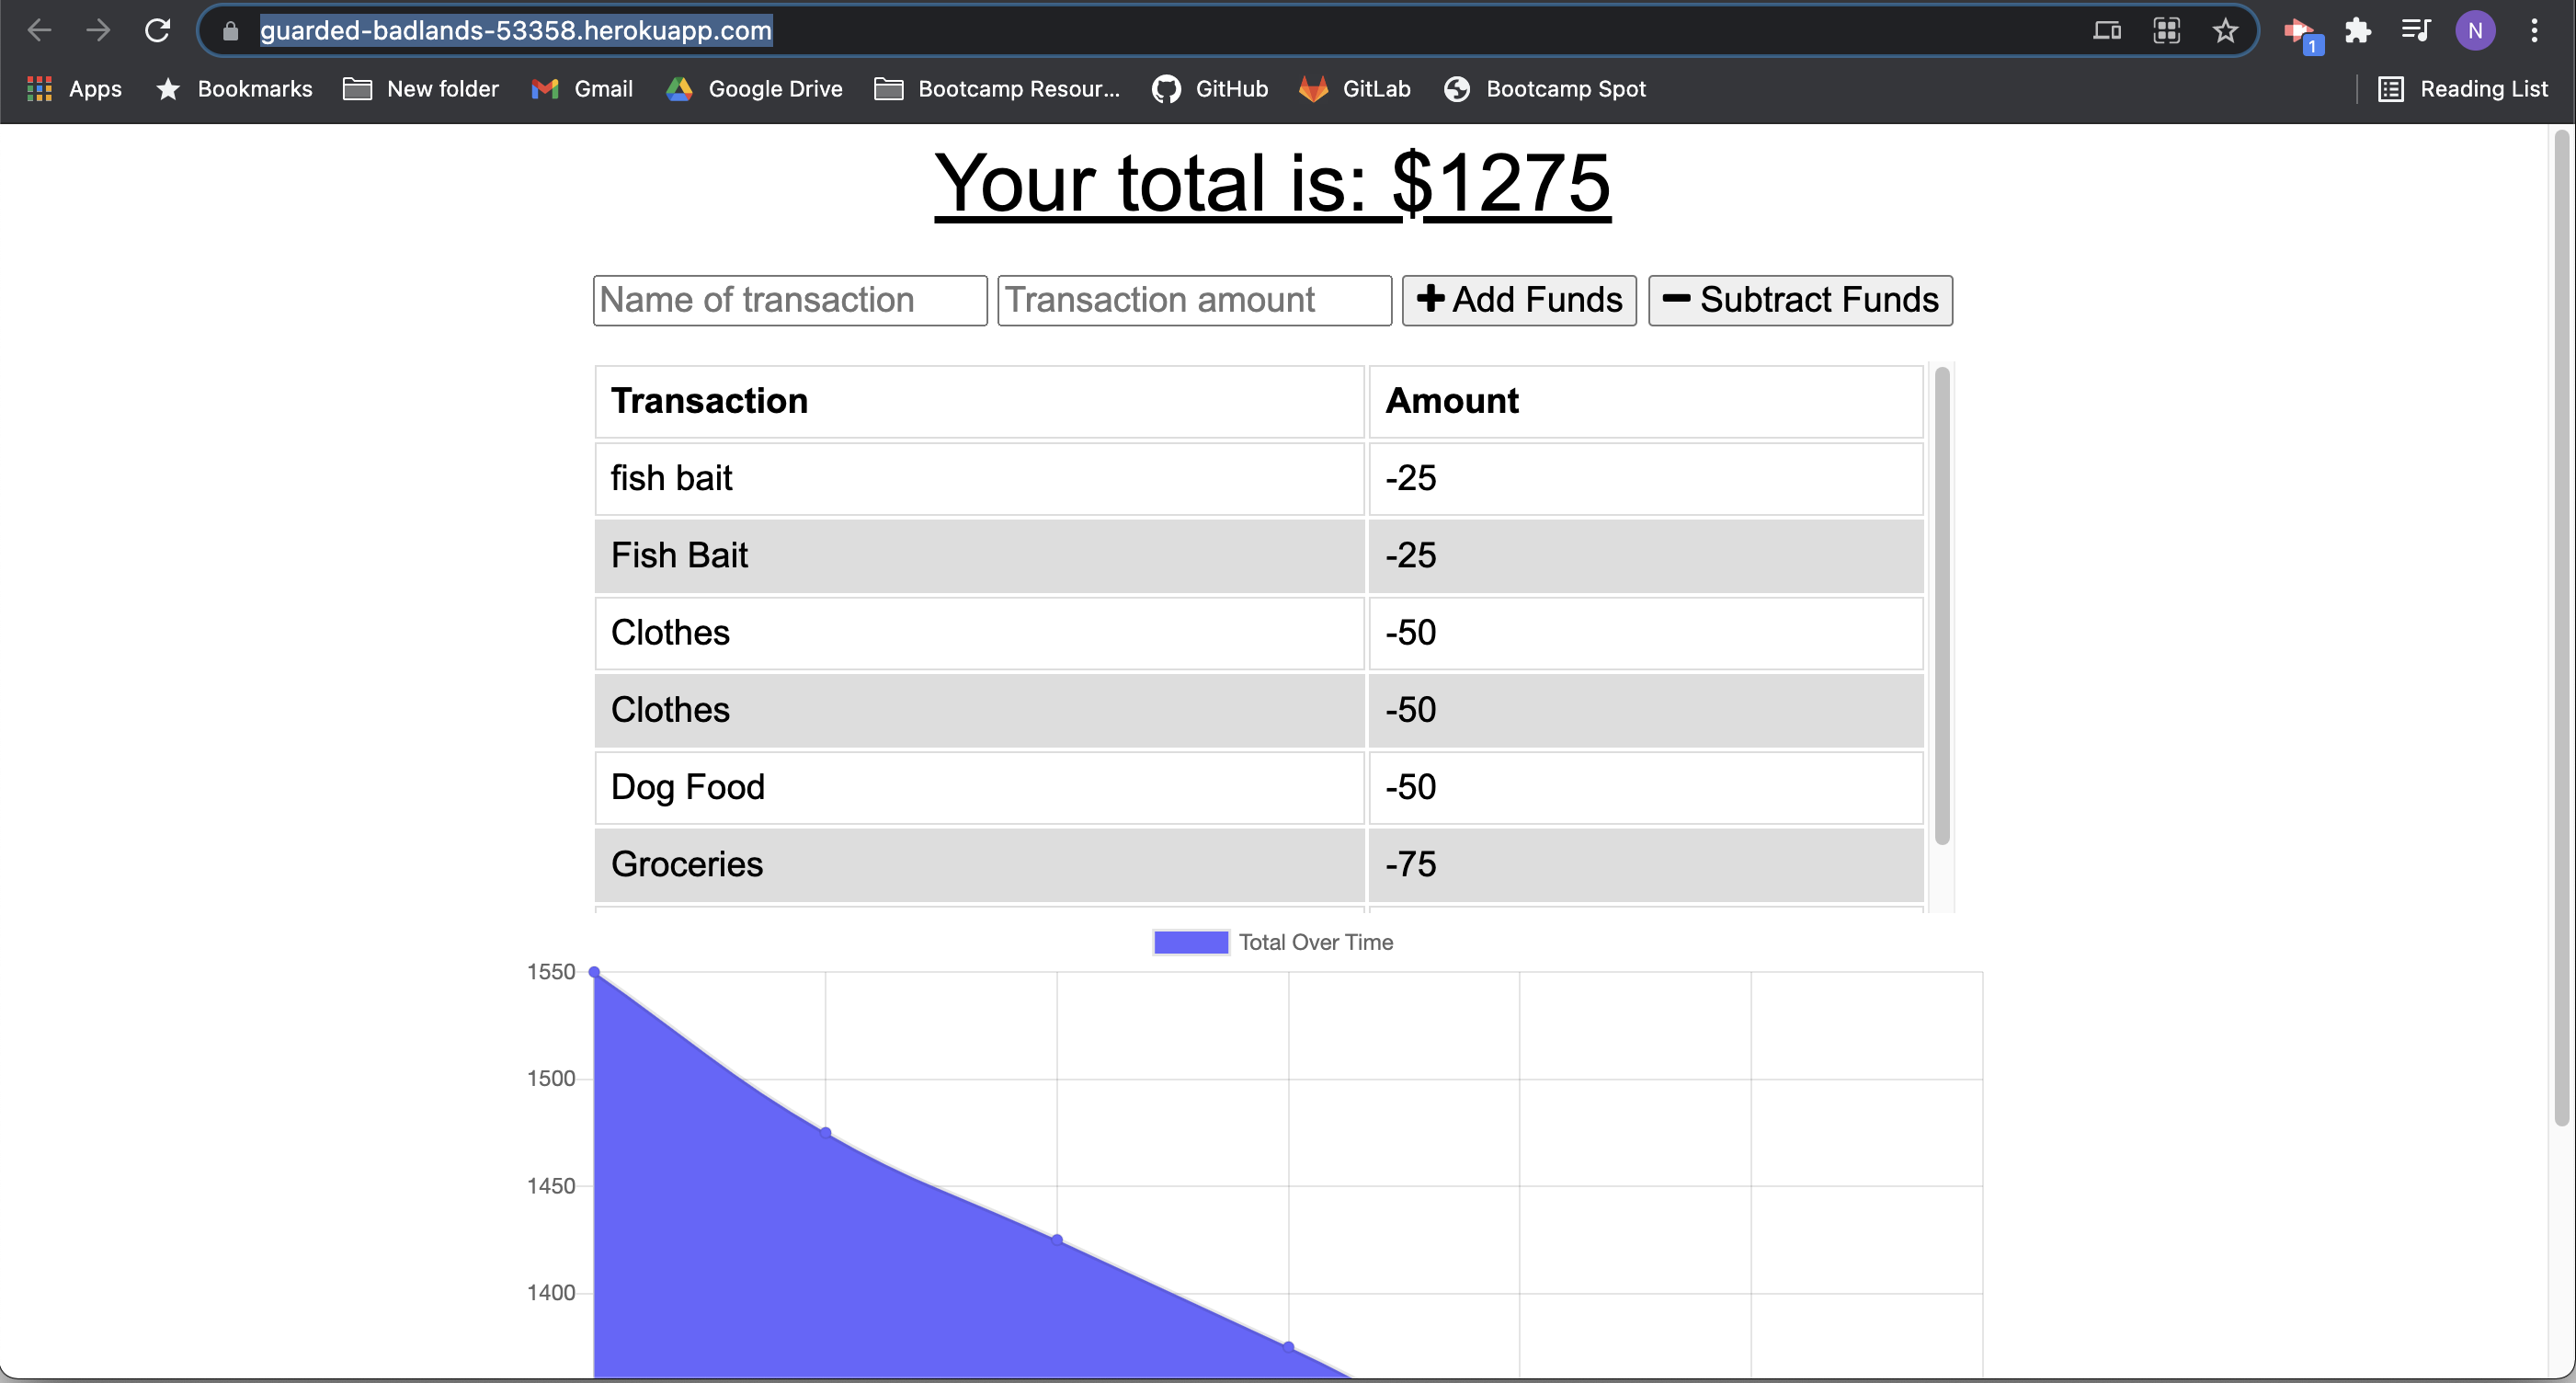 guarded-badlands-53358.herokuapp.com
1
N
Apps Bookmarks New folder Gmail Google Drive Bootcamp Resour... GitHub GitLab Bootcamp Spot Reading List
Your total is: $1275
Name of transaction Transaction amount Add Funds Subtract Funds
Transaction Amount
fish bait -25
Fish Bait -25
Clothes -50
Clothes -50
Dog Food -50
Groceries -75
Total Over Time
1550
1500
1450
1400